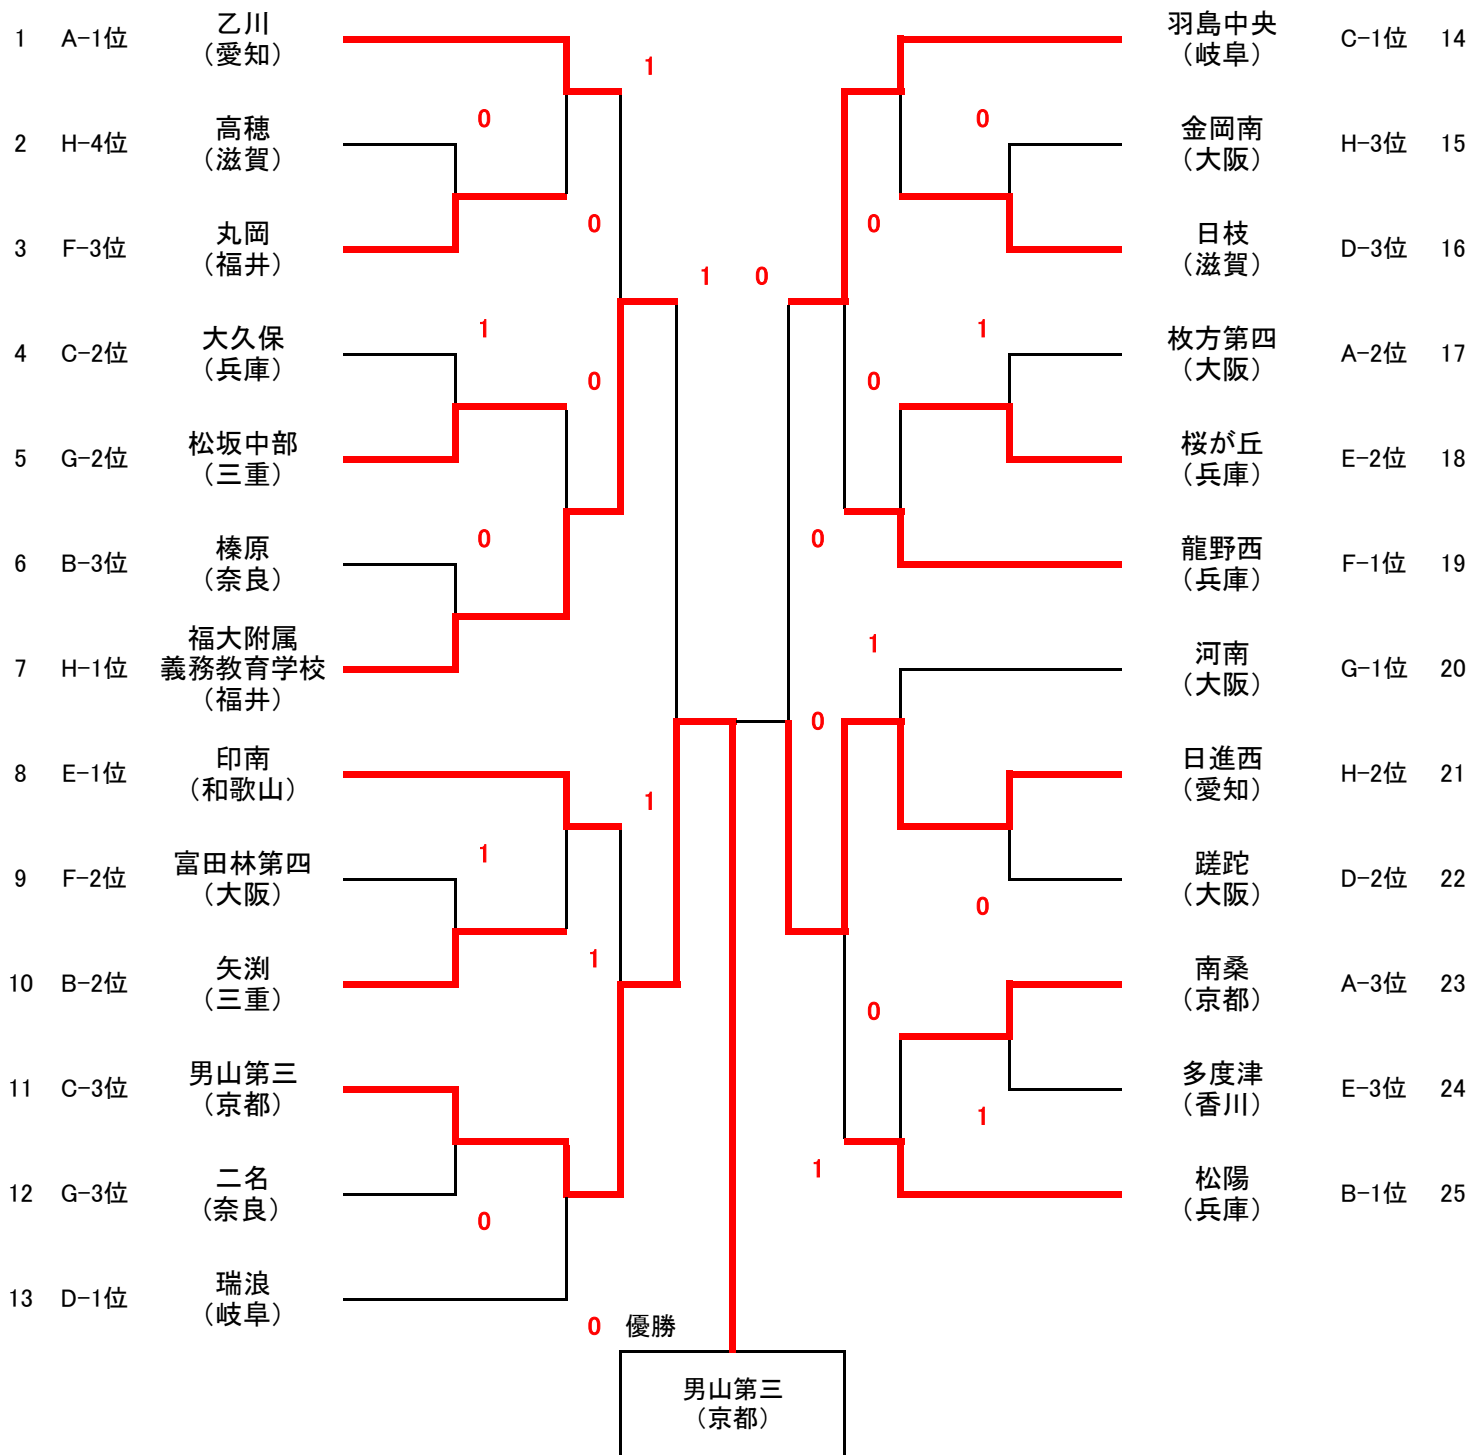 1 A-1位 乙川
（愛知）
2 H-4位 高穂
（滋賀）
3 F-3位 丸岡
（福井）
4 C-2位 大久保
（兵庫）
5 G-2位 松坂中部
（三重）
6 B-3位 榛原
（奈良）
7 H-1位 福大附属
義務教育学校
（福井）
8 E-1位 印南
（和歌山）
9 F-2位 富田林第四
（大阪）
10 B-2位 矢渕
（三重）
11 C-3位 男山第三
（京都）
12 G-3位 二名
（奈良）
13 D-1位 瑞浪
（岐阜）
1
0
0
1
0
0
1
1
1
1
0
0
優勝
男山第三
（京都）
0
0
0
1
0
0
1
0
0
0
1
1
羽島中央 C-1位 14
（岐阜）
金岡南 H-3位 15
（大阪）
日枝 D-3位 16
（滋賀）
枚方第四 A-2位 17
（大阪）
桜が丘 E-2位 18
（兵庫）
龍野西 F-1位 19
（兵庫）
河南 G-1位 20
（大阪）
日進西 H-2位 21
（愛知）
蹉跎 D-2位 22
（大阪）
南桑 A-3位 23
（京都）
多度津 E-3位 24
（香川）
松陽 B-1位 25
（兵庫）